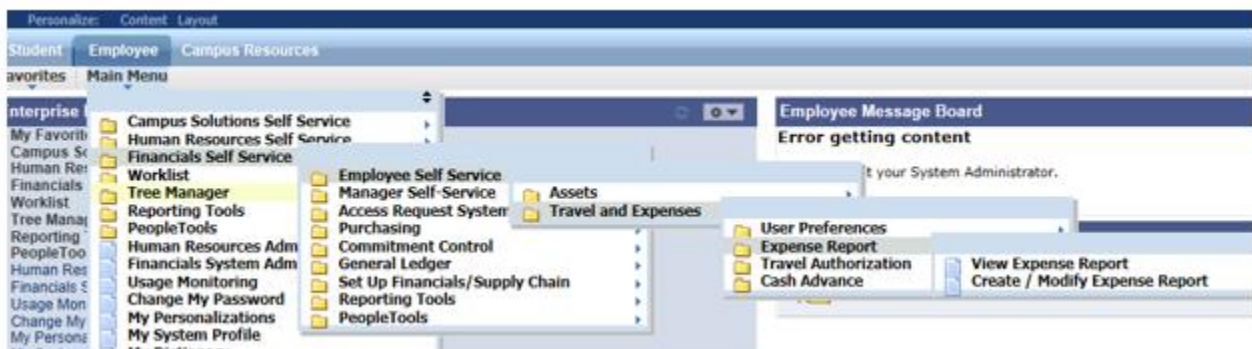 Personalize: Content Layout
Student Employee Campus Resources
avorites Main Menu
nterprise
Employee Message Board
Error getting content
t your System Administrator.
My Favorit
Campus Se
Human Res
Financials
Worklist
Tree Manag
Reporting
PeopleToo
Human Res
Financials S
Usage Mon
Change My
My Persona
Campus Solutions Self Service
Human Resources Self Service
Financials Self Service
Worklist
Tree Manager
Reporting Tools
PeopleTools
Human Resources Adm
Financials System Adm
Usage Monitoring
Change My Password
My Personalizations
My System Profile
Employee Self Service
Manager Self-Service
Access Request System
Purchasing
Commitment Control
General Ledger
Set Up Financials/Supply Chain
Reporting Tools
PeopleTools
Assets
Travel and Expenses
User Preferences
Expense Report
Travel Authorization
Cash Advance
View Expense Report
Create / Modify Expense Report